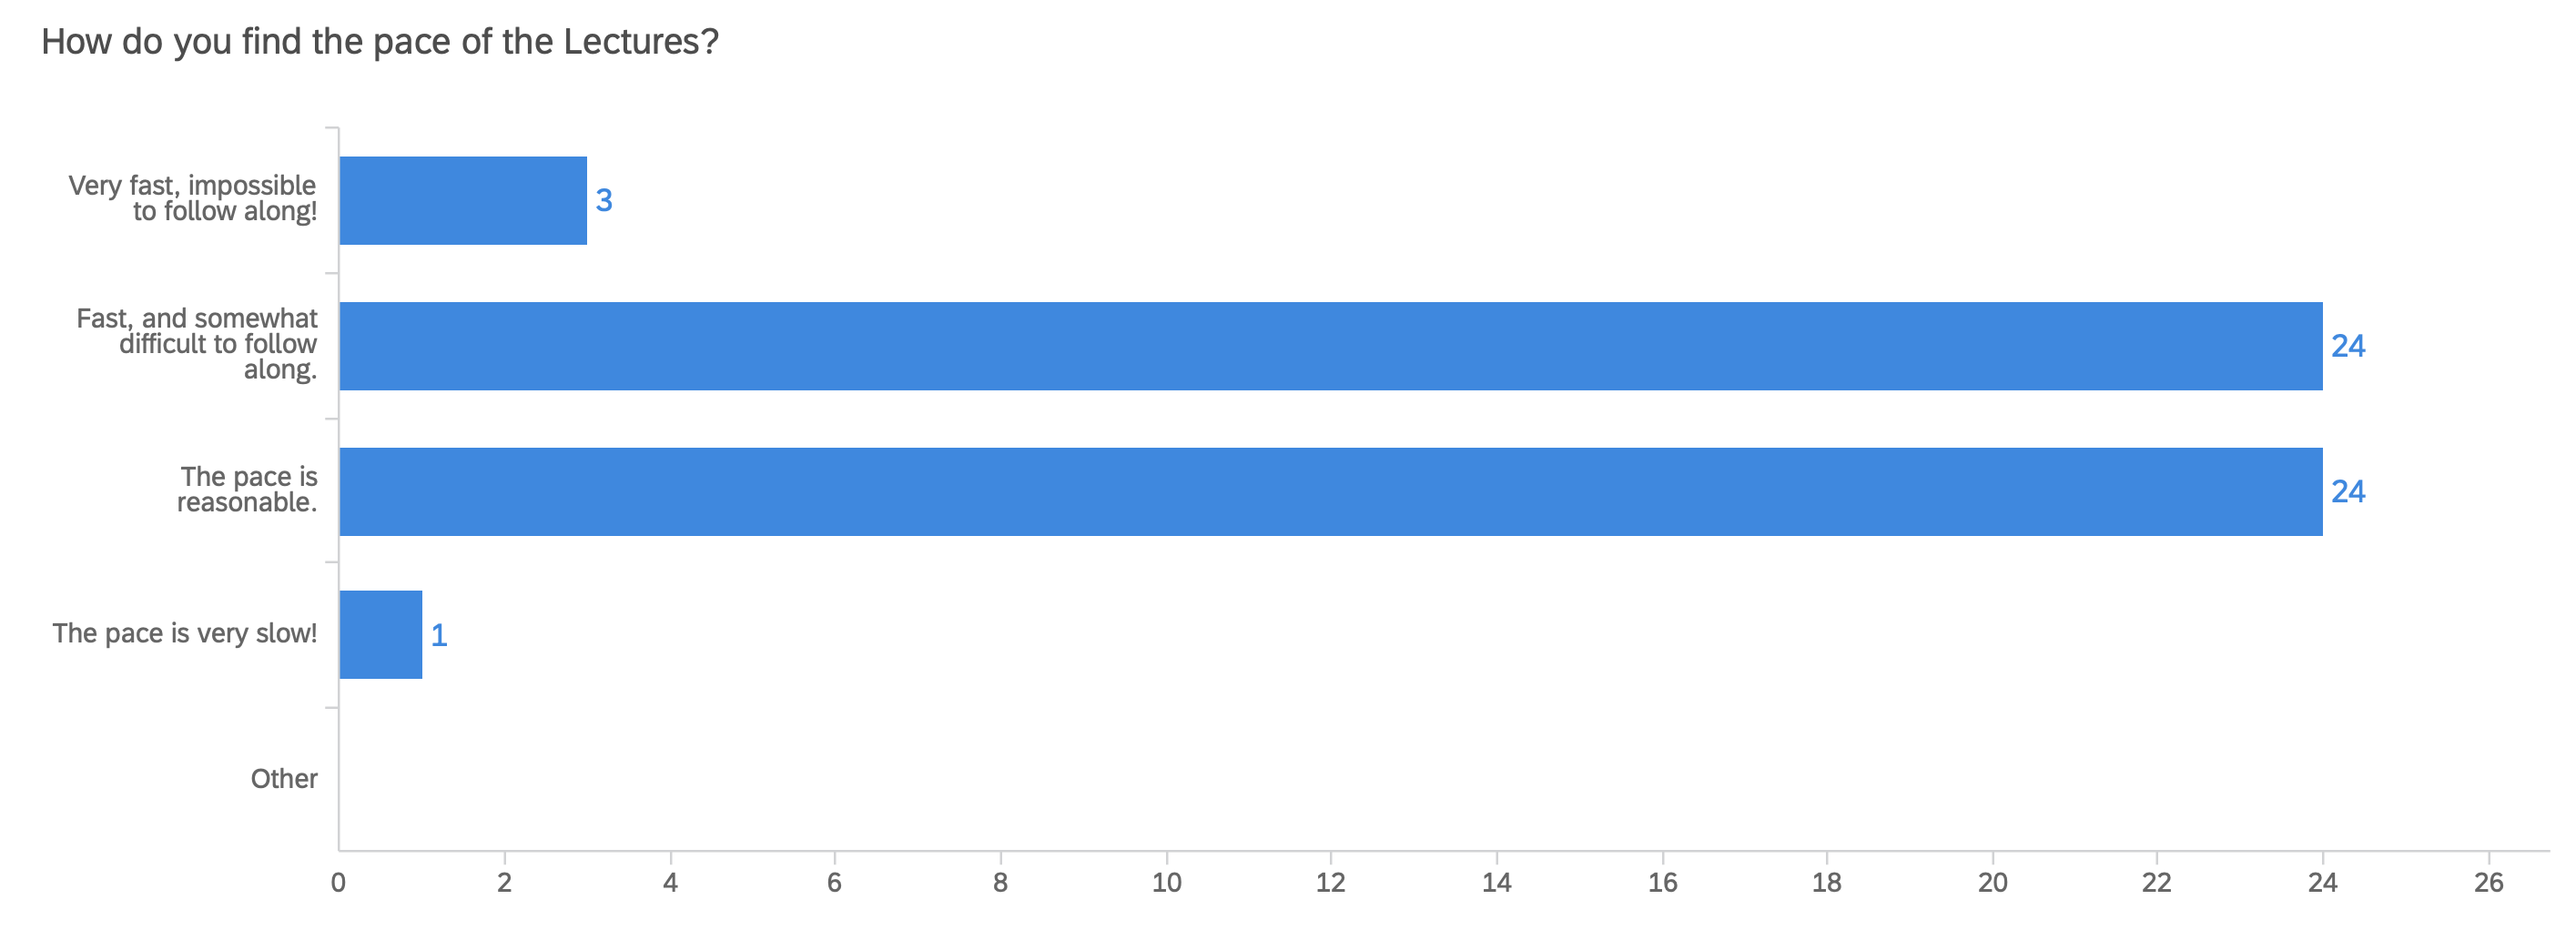 How do you find the pace of the Lectures?
Very fast, impossible
to follow along!
3
Fast, and somewhat
difficult to follow
along.
24
The pace is
reasonable.
24
The pace is very slow!
1
Other
0 2 4 6 8 10 12 14 16 18 20 22 24 26